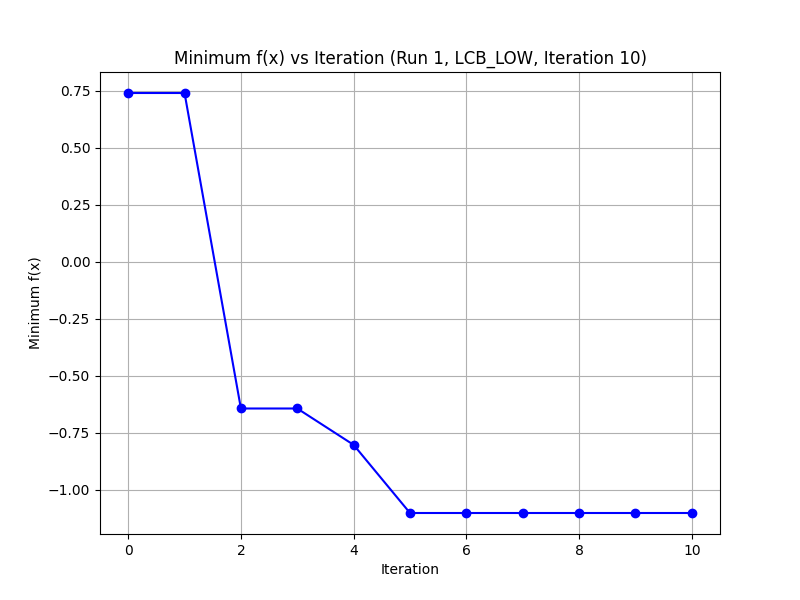 Minimum f(x) vs Iteration (Run 1, LCB_LOW, Iteration 10)
0.75
0.50
0.25
0.00
−0.25
−0.50
−0.75
−1.00
Minimum f(x)
0 2 4 6 8 10
Iteration